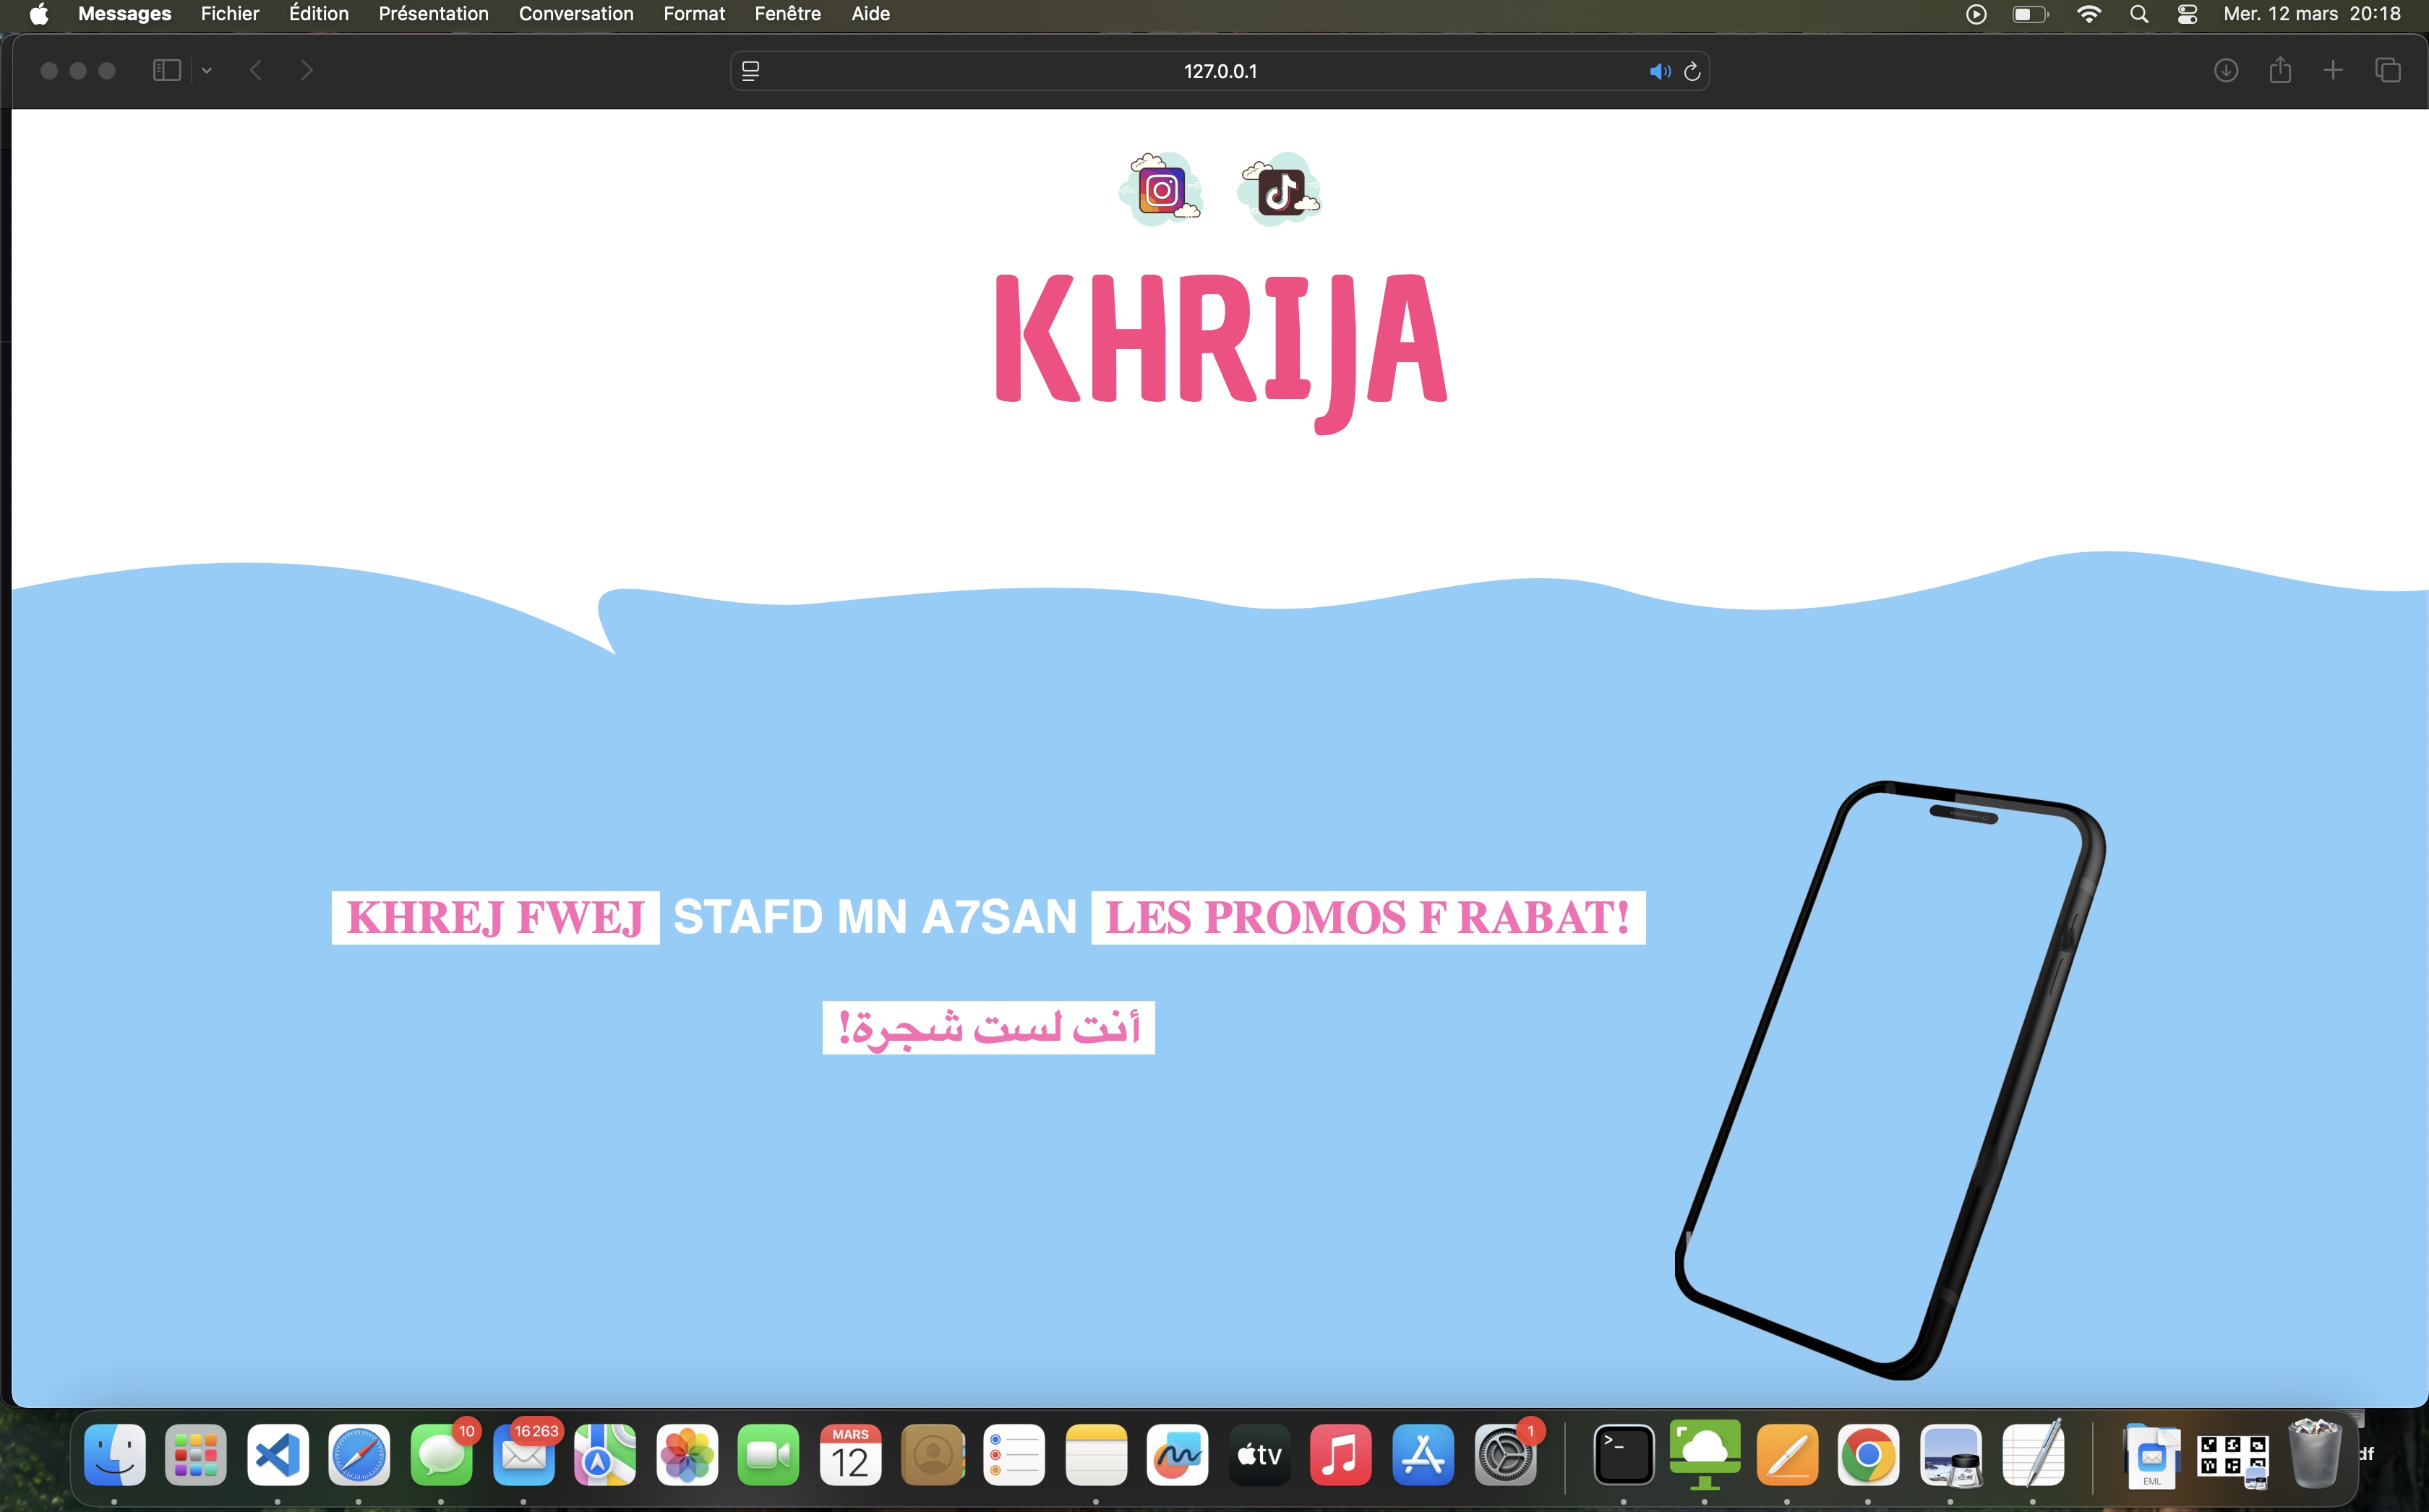 Messages Fichier Édition Présentation Conversation Format Fenêtre Aide Mer. 12 mars 20:18
127.0.0.1
KHRIJA
KHREJ FWEJ STAFD MN A7SAN LES PROMOS F RABAT!
أنت لست شجرة!
10
16 263
MARS
12
tv
1
>_
EML
df